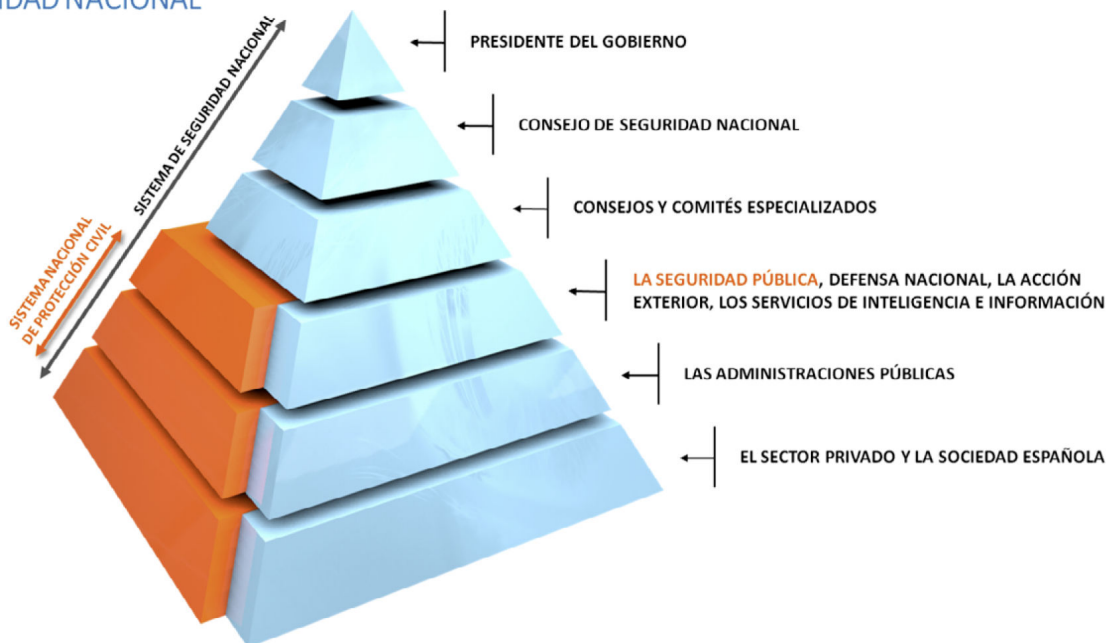 IDAD NACIONAL
PRESIDENTE DEL GOBIERNO
CONSEJO DE SEGURIDAD NACIONAL
CONSEJOS Y COMITÉS ESPECIALIZADOS
LA SEGURIDAD PÚBLICA, DEFENSA NACIONAL, LA ACCIÓN
EXTERIOR, LOS SERVICIOS DE INTELIGENCIA E INFORMACIÓN
LAS ADMINISTRACIONES PÚBLICAS
EL SECTOR PRIVADO Y LA SOCIEDAD ESPAÑOLA
SISTEMA DE SEGURIDAD NACIONAL
SISTEMA NACIONAL
DE PROTECCIÓN CIVIL